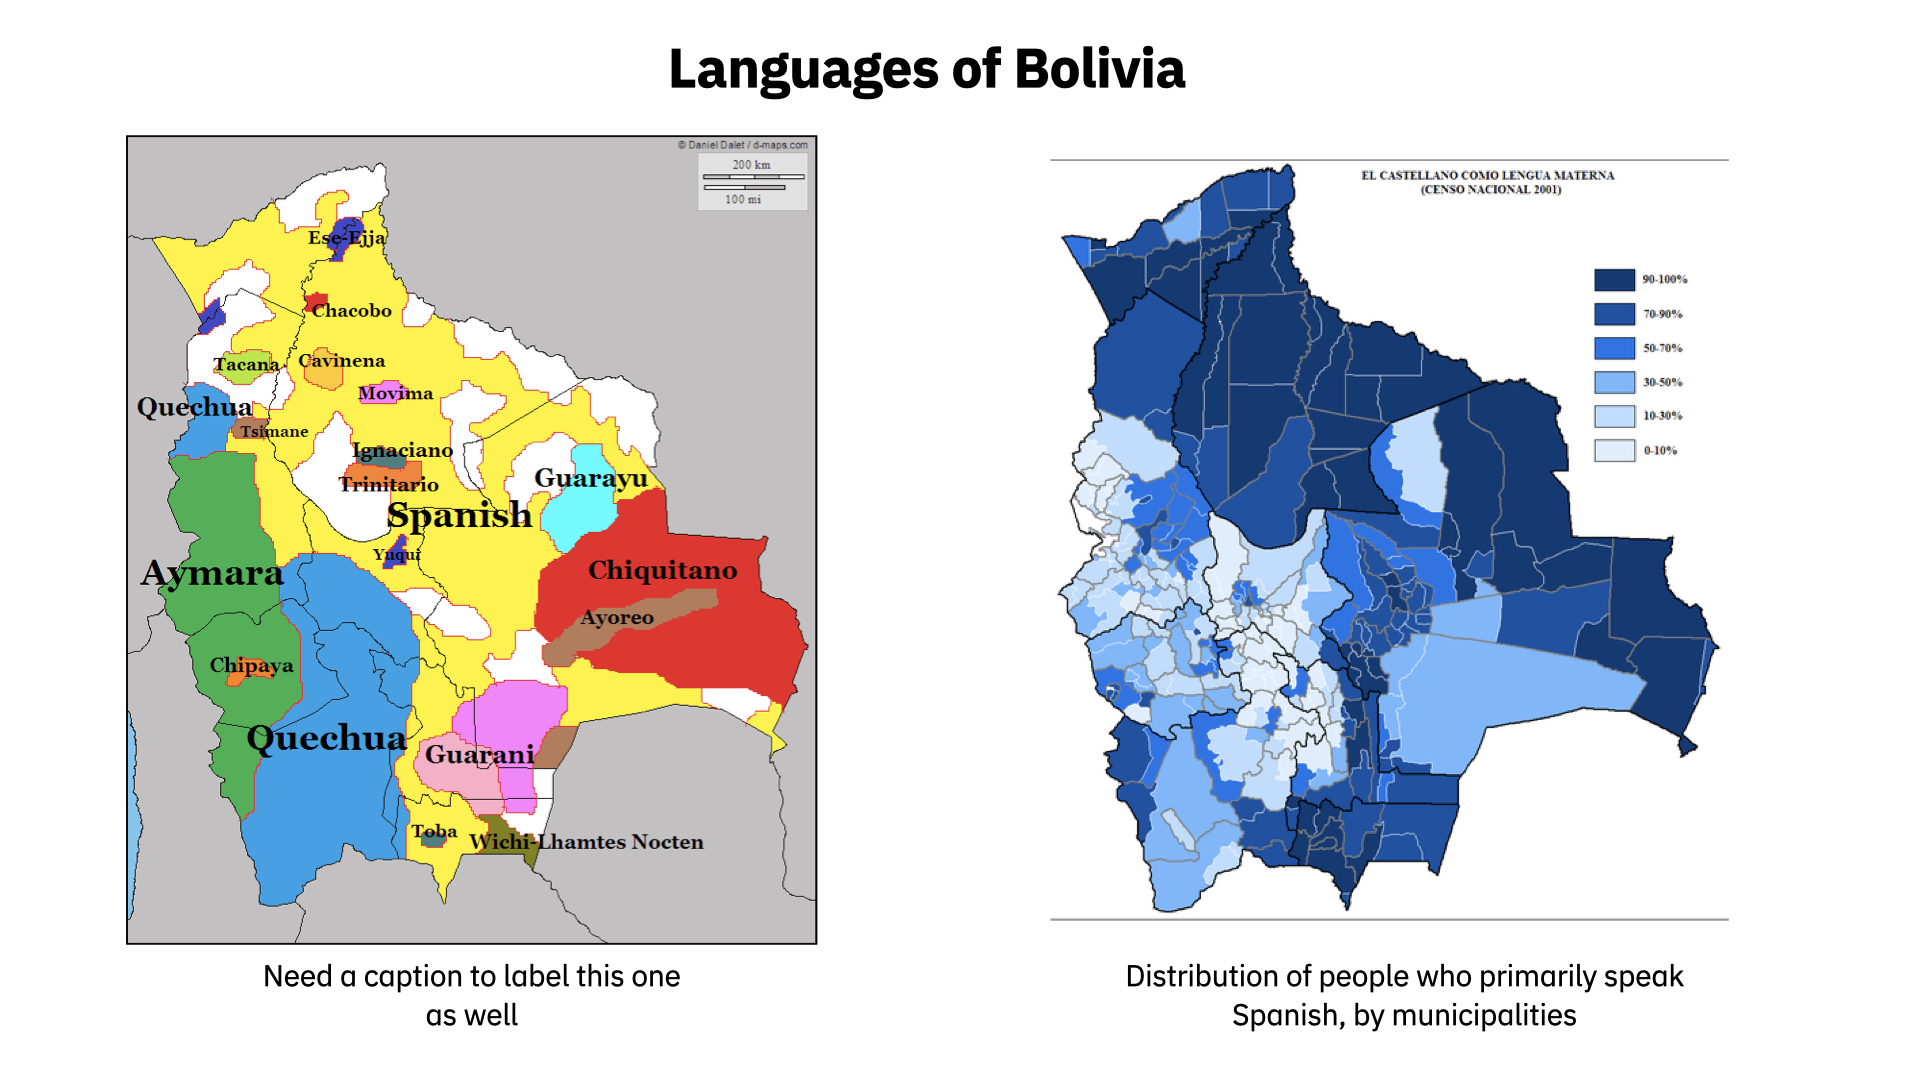 Languages of Bolivia
© Daniel Dalet / d-maps.com
200 km
100 mi
Ese-Ejja
Chacobo
Tacana
Cavinena
Movima
Quechua
Tsimane
Ignaciano
Trinitario
Guarayu
Spanish
Yuqui
Aymara
Chiquitano
Ayoreo
Chipaya
Quechua
Guarani
Toba
Wichi-Lhamtes Nocten
Need a caption to label this one
as well
EL CASTELLANO COMO LENGUA MATERNA
(CENSO NACIONAL 2001)
90-100%
70-90%
50-70%
30-50%
10-30%
0-10%
Distribution of people who primarily speak
Spanish, by municipalities